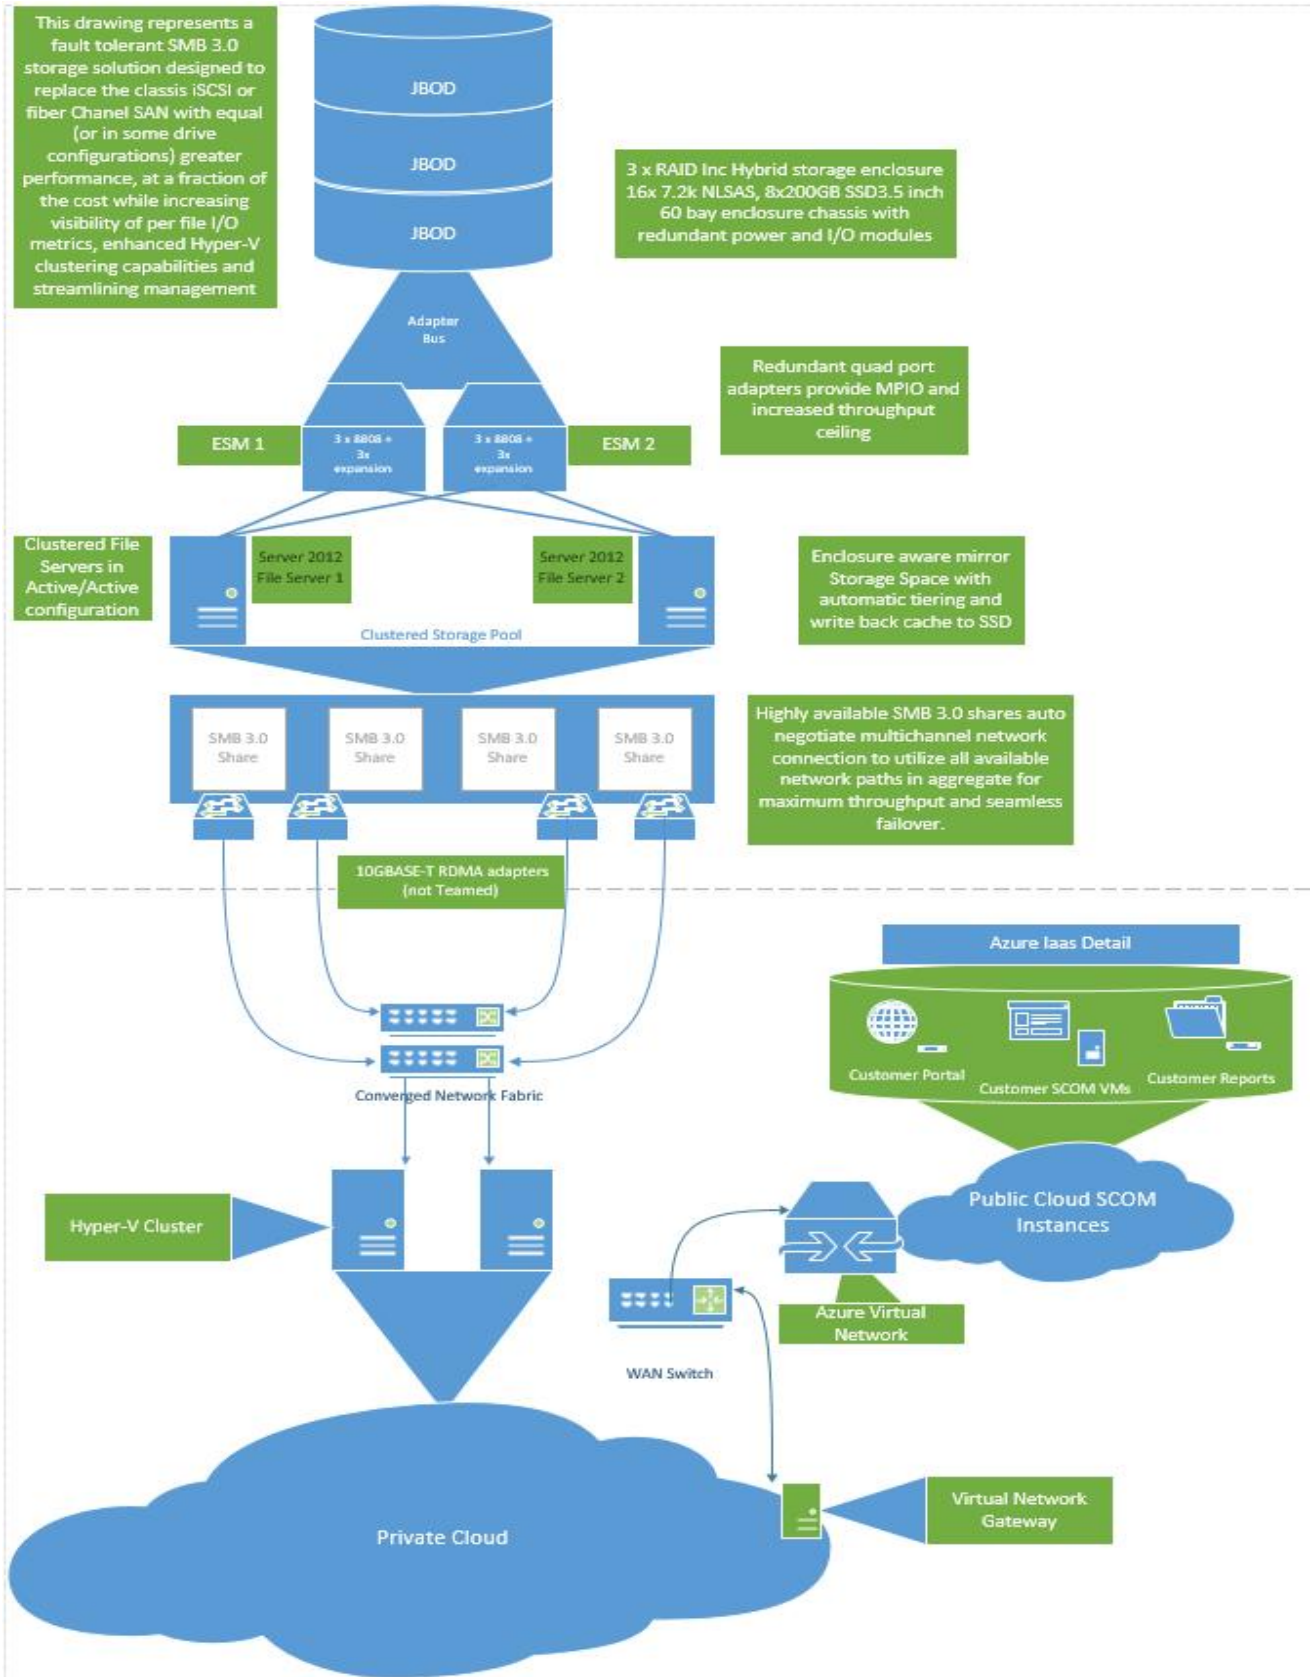 This drawing represents a
fault tolerant SMB 3.0
storage solution designed to
replace the classis iSCSI or
fiber Chanel SAN with equal
(or in some drive
configurations) greater
performance, at a fraction of
the cost while increasing
visibility of per file I/O
metrics, enhanced Hyper-V
clustering capabilities and
streamlining management
JBOD
JBOD
JBOD
3 x RAID Inc Hybrid storage enclosure
16x 7.2k NLSAS, 8x200GB SSD3.5 inch
60 bay enclosure chassis with
redundant power and I/O modules
Adapter
Bus
Redundant quad port
adapters provide MPIO and
increased throughput
ceiling
ESM 1
3 x 8808 +
3x
expansion
3 x 8808 +
3x
expansion
ESM 2
Clustered File
Servers in
Active/Active
configuration
Server 2012
File Server 1
Server 2012
File Server 2
Enclosure aware mirror
Storage Space with
automatic tiering and
write back cache to SSD
Clustered Storage Pool
SMB 3.0
Share
SMB 3.0
Share
SMB 3.0
Share
SMB 3.0
Share
Highly available SMB 3.0 shares auto
negotiate multichannel network
connection to utilize all available
network paths in aggregate for
maximum throughput and seamless
failover.
10GBASE-T RDMA adapters
(not Teamed)
Azure Iaas Detail
Customer Portal
Customer SCOM VMs
Customer Reports
Converged Network Fabric
Hyper-V Cluster
Public Cloud SCOM
Instances
Azure Virtual
Network
WAN Switch
Private Cloud
Virtual Network
Gateway